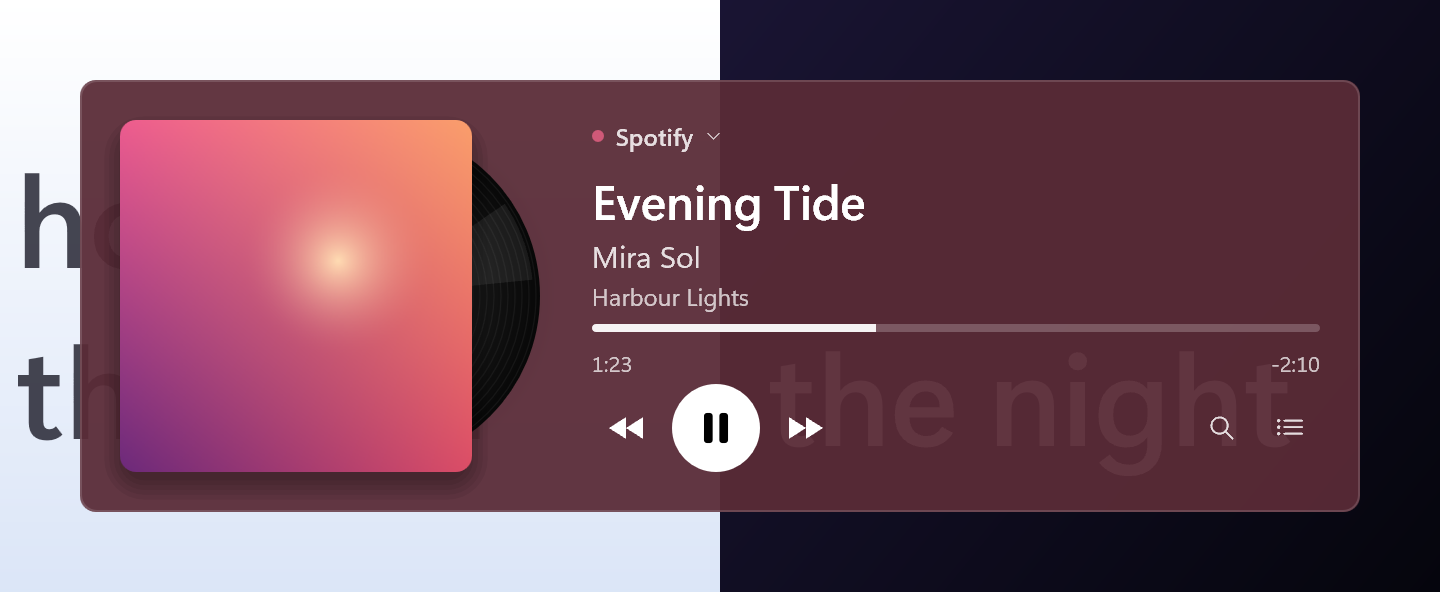 Spotify
Evening Tide
Mira Sol
Harbour Lights
1:23
-2:10
the night